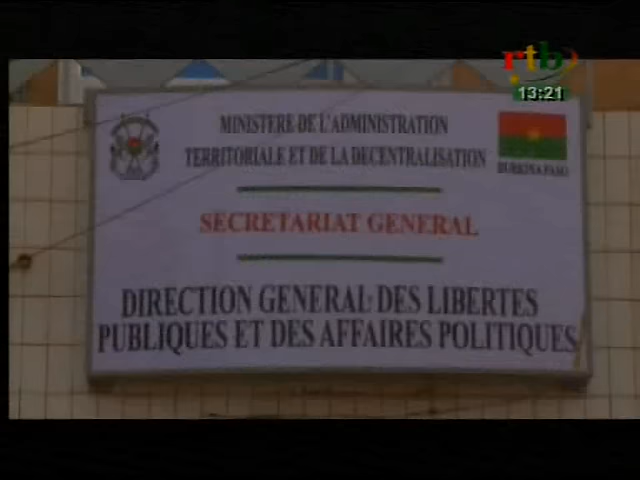 rtb
13:21
MINISTERE DE L'ADMINISTRATION
TERRITORIALE ET DE LA DECENTRALISATION
BURKINA FASO
SECRETARIAT GENERAL
DIRECTION GENERAL DES LIBERTES
PUBLIQUES ET DES AFFAIRES POLITIQUES